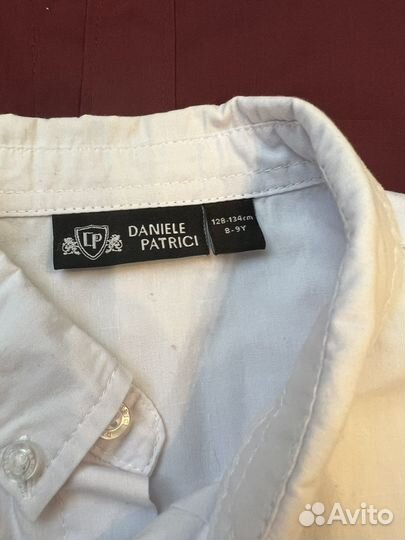 DP
DANIELE
PATRICI
128-134cm
8-9Y
Avito